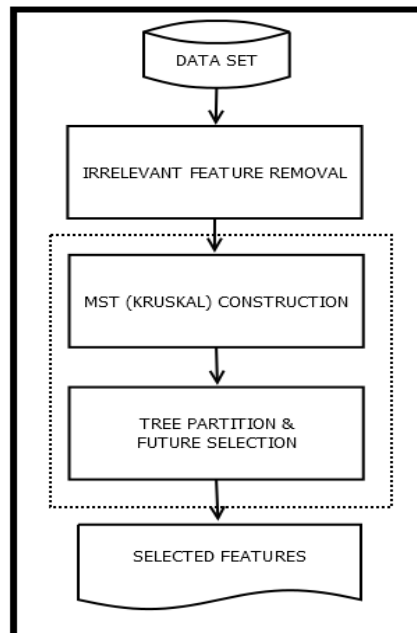 DATA SET
IRRELEVANT FEATURE REMOVAL
MST (KRUSKAL) CONSTRUCTION
TREE PARTITION &
FUTURE SELECTION
SELECTED FEATURES